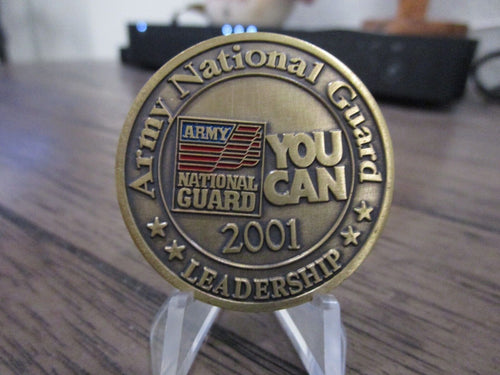 Army National Guard
ARMY
NATIONAL
GUARD
YOU
CAN
2001
LEADERSHIP